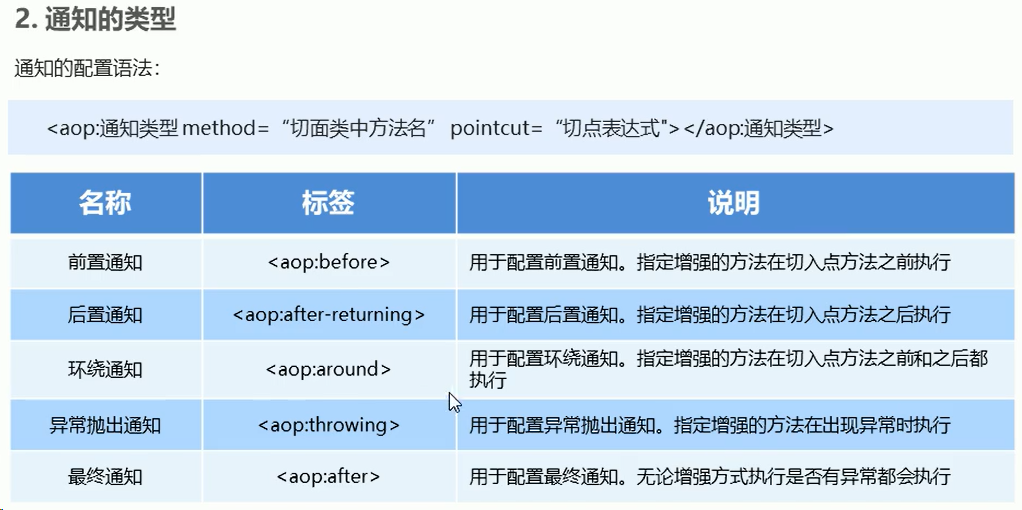 2. 通知的类型
通知的配置语法：
<aop:通知类型 method=“切面类中方法名” pointcut=“切点表达式"></aop:通知类型>
名称 标签 说明
前置通知 <aop:before> 用于配置前置通知。指定增强的方法在切入点方法之前执行
后置通知 <aop:after-returning> 用于配置后置通知。指定增强的方法在切入点方法之后执行
环绕通知 <aop:around> 用于配置环绕通知。指定增强的方法在切入点方法之前和之后都
执行
异常抛出通知 <aop:throwing> 用于配置异常抛出通知。指定增强的方法在出现异常时执行
最终通知 <aop:after> 用于配置最终通知。无论增强方式执行是否有异常都会执行